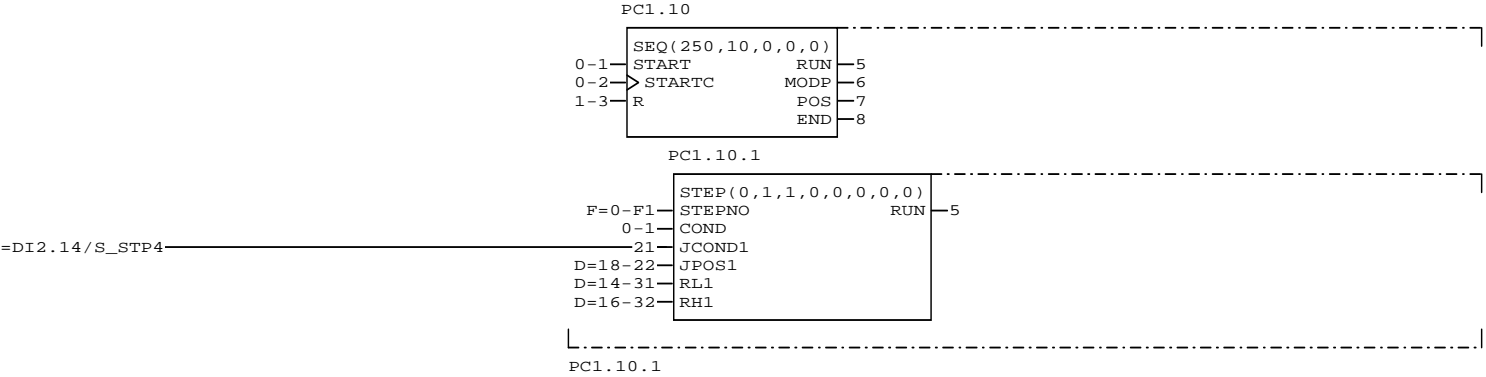 PC1.10
SEQ(250,10,0,0,0)
0-1 START RUN 5
0-2 STARTC MODP 6
1-3 R POS 7
END 8
PC1.10.1
STEP(0,1,1,0,0,0,0,0)
F=0-F1 STEPNO RUN 5
0-1 COND
=DI2.14/S_STP4 21 JCOND1
D=18-22 JPOS1
D=14-31 RL1
D=16-32 RH1
PC1.10.1